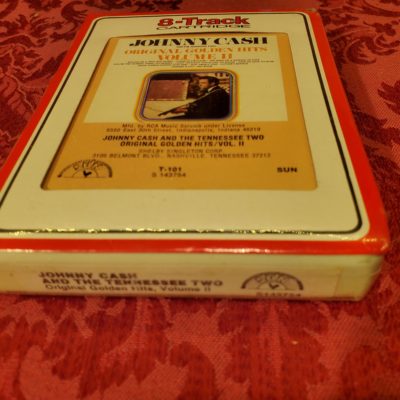 8-Track
CARTRIDGE
JOHNNY CASH
ORIGINAL GOLDEN HITS
VOLUME II
Mfd. by RCA Music Service under License
6550 East 30th Street, Indianapolis, Indiana 46219
JOHNNY CASH AND THE TENNESSEE TWO
ORIGINAL GOLDEN HITS/VOL. II
SHELBY SINGLETON CORP.
3106 BELMONT BLVD., NASHVILLE, TENNESSEE 37212
T-101
SUN
S 143754
JOHNNY CASH
AND THE TENNESSEE TWO
Original Golden Hits, Volume II
S143754